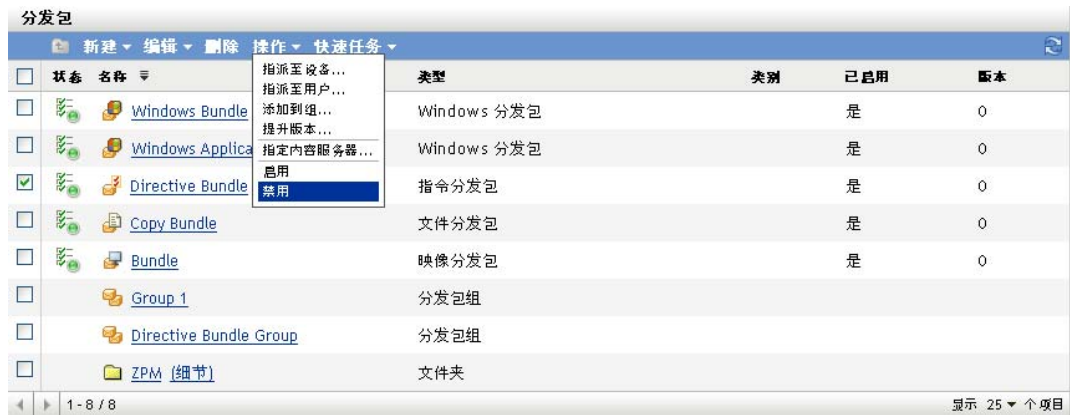 分发包
新建 编辑 删除 操作 快速任务
状态 名称 类型 类别 已启用 版本
指派至设备...
指派至用户...
添加到组...
提升版本...
指定内容服务器...
启用
禁用
Windows Bundle Windows 分发包 是 0
Windows Applica Windows 分发包 是 0
Directive Bundle 指令分发包 是 0
Copy Bundle 文件分发包 是 0
Bundle 映像分发包 是 0
Group 1 分发包组
Directive Bundle Group 分发包组
ZPM (细节) 文件夹
1 - 8 / 8 显示 25 个项目